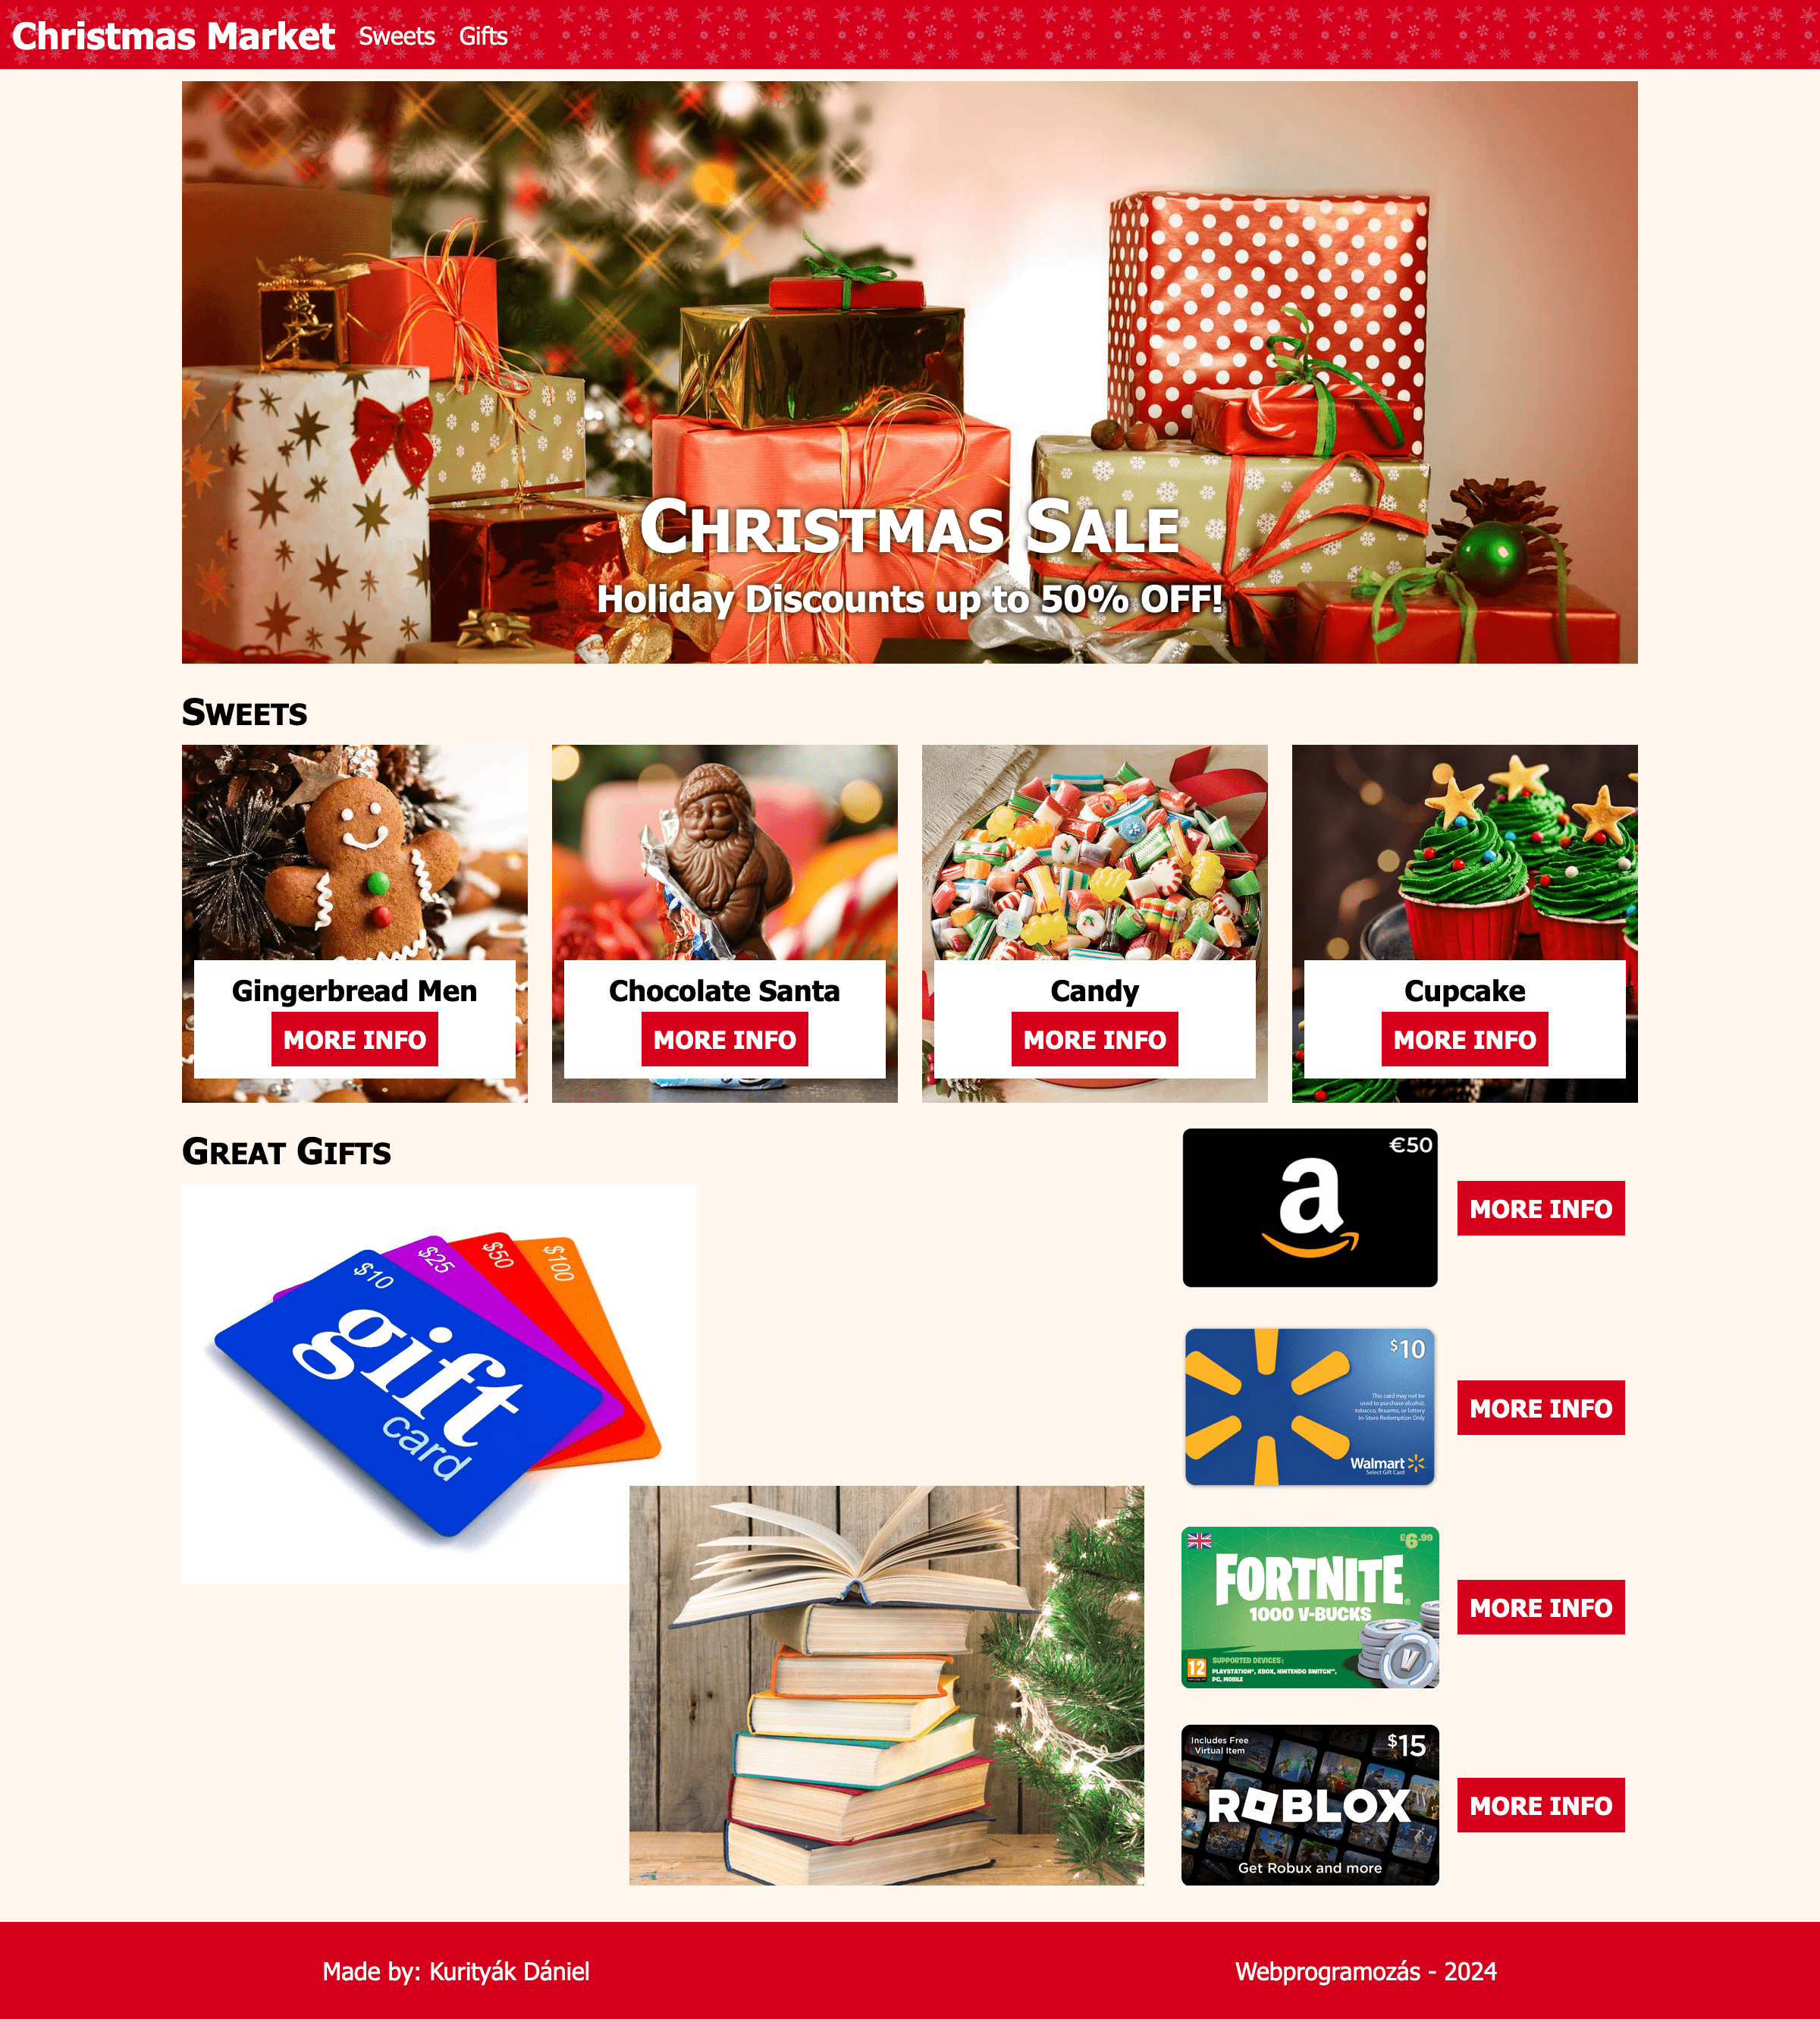 Christmas Market Sweets Gifts
Christmas Sale
Holiday Discounts up to 50% OFF!
Sweets
Gingerbread Men
MORE INFO
Chocolate Santa
MORE INFO
Candy
MORE INFO
Cupcake
MORE INFO
Great Gifts
$10
$25
$50
$100
gift
card
€50
a
MORE INFO
$10
This card may not be
used to purchase alcohol,
tobacco, firearms, or lottery
In-Store Redemption Only
Walmart
Select Gift Card
MORE INFO
£6.99
FORTNITE
1000 V-BUCKS
12
SUPPORTED DEVICES:
PLAYSTATION®, XBOX, NINTENDO SWITCH™,
PC, MOBILE
MORE INFO
Includes Free
Virtual Item
$15
ROBLOX
Get Robux and more
MORE INFO
Made by: Kurityák Dániel
Webprogramozás - 2024